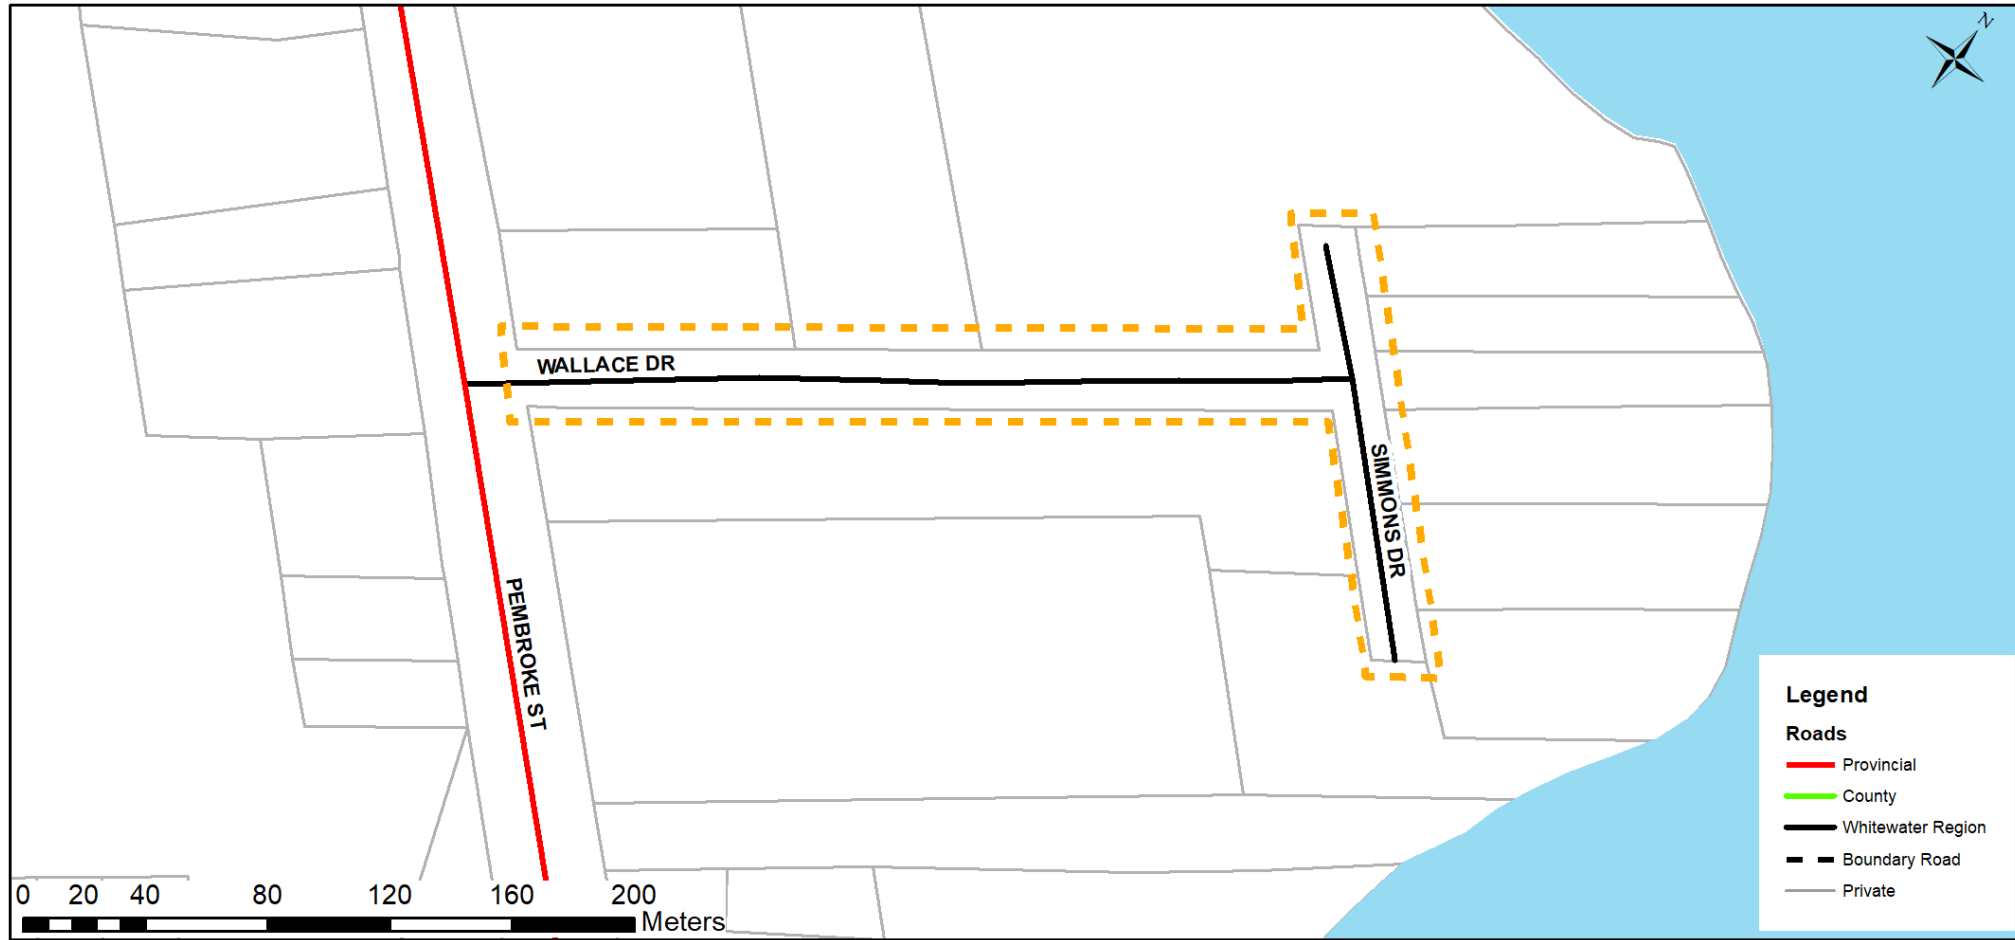 N
WALLACE DR
SIMMONS DR
PEMBROKE ST
Legend
Roads
Provincial
County
Whitewater Region
Boundary Road
Private
0 20 40 80 120 160 200
Meters